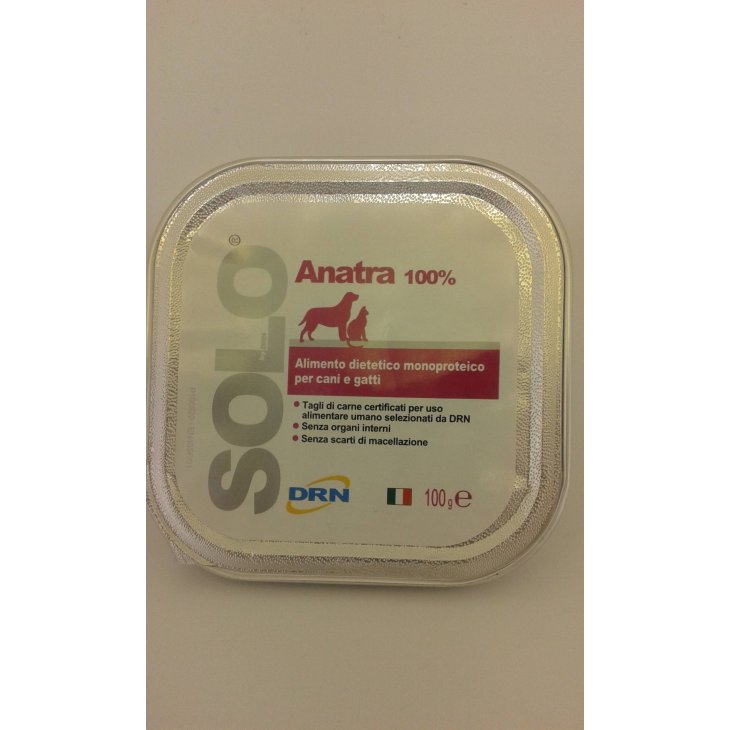 SOLO®
Anatra 100%
Alimento dietetico monoproteico
per cani e gatti
• Tagli di carne certificati per uso
alimentare umano selezionati da DRN
• Senza organi interni
• Senza scarti di macellazione
DRN
100g e